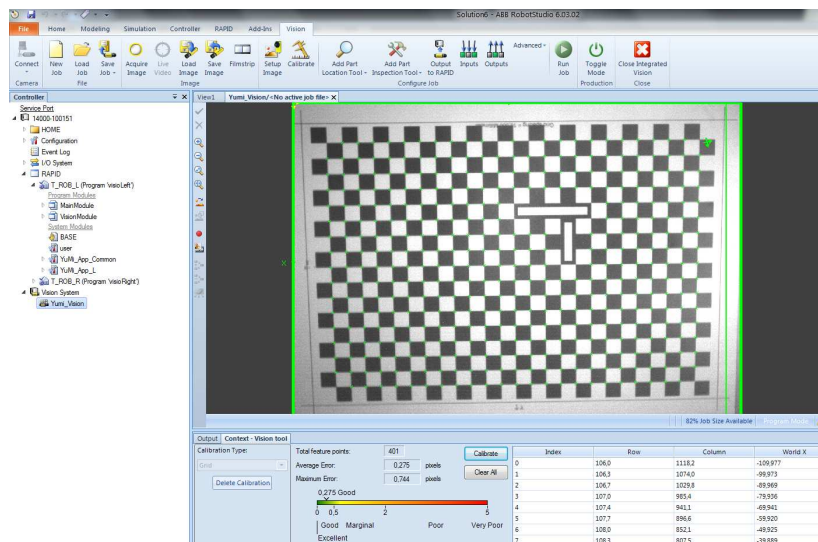 Solution6 - ABB RobotStudio 6.03.02
File Home Modeling Simulation Controller RAPID Add-Ins Vision
Connect New Job Load Job Save Job Acquire Image Live Video Load Image Save Image Filmstrip Setup Image Calibrate Add Part Location Tool Add Part Inspection Tool Output to RAPID Inputs Outputs Advanced Run Job Toggle Mode Close Integrated Vision
Camera File Image Configure Job Production Close
Controller
View1 Yumi_Vision/<No active job file>
Service Port
14000-100151
HOME
Configuration
Event Log
I/O System
RAPID
T_ROB_L (Program 'visioLeft')
Program Modules
MainModule
VisionModule
System Modules
BASE
user
YuMi_App_Common
YuMi_App_L
T_ROB_R (Program 'visioRight')
Vision System
Yumi_Vision
X
82% Job Size Available Program Mode
Output Context - Vision tool
Calibration Type:
Grid
Delete Calibration
Total feature points: 401
Average Error: 0,275 pixels
Maximum Error: 0,744 pixels
Calibrate
Clear All
0,275 Good
0 0,5 2 5
Good Marginal Poor Very Poor
Excellent
Index Row Column World X
0 106,0 1118,2 -109,977
1 106,3 1074,0 -99,973
2 106,7 1029,8 -89,969
3 107,0 985,4 -79,936
4 107,4 941,1 -69,941
5 107,7 896,6 -59,920
6 108,0 852,1 -49,925
7 108,3 807,5 -39,889